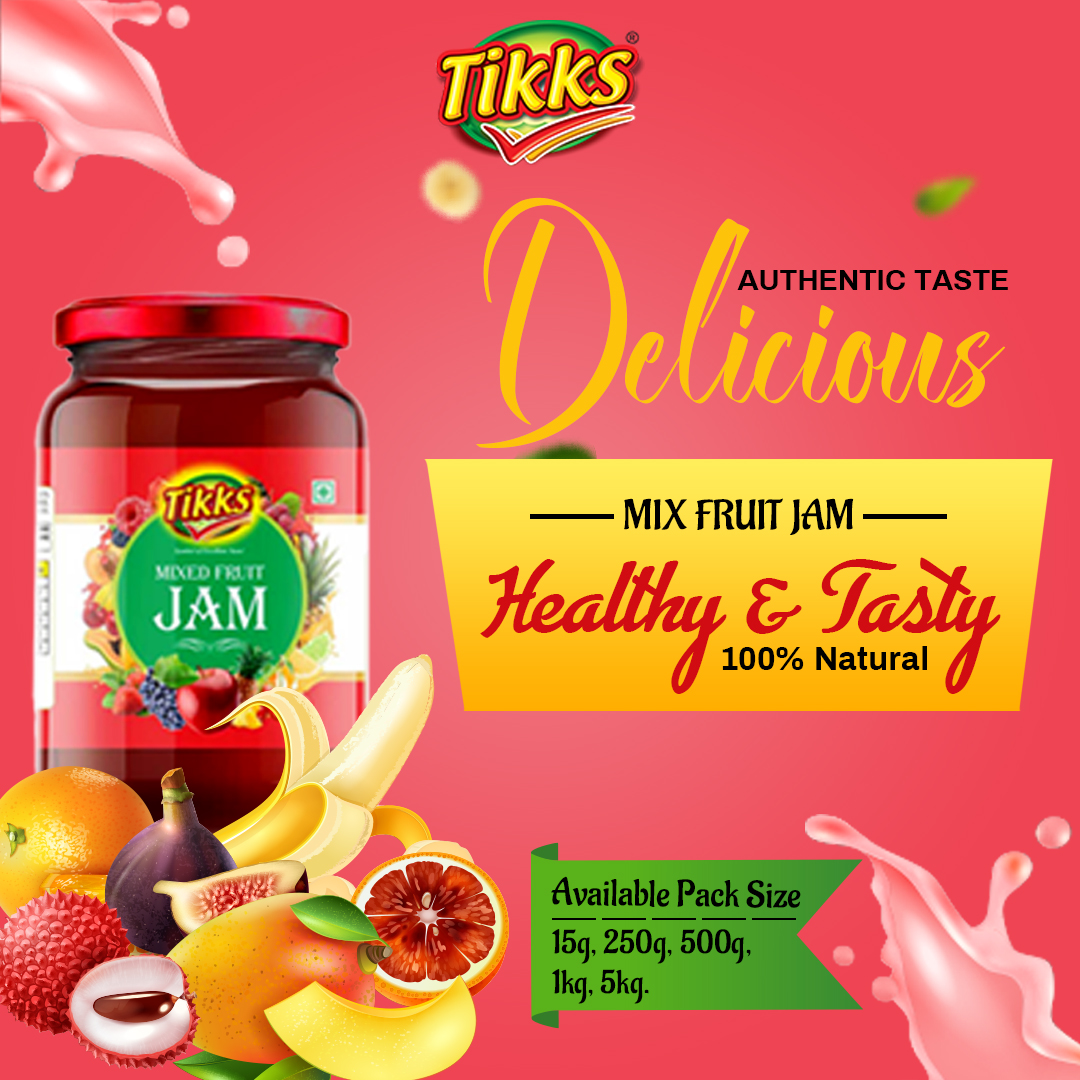 Tikks®
AUTHENTIC TASTE
Delicious
MIX FRUIT JAM
Healthy & Tasty
100% Natural
Tikks
MIXED FRUIT
JAM
Available Pack Size
15g, 250g, 500g,
1kg, 5kg.